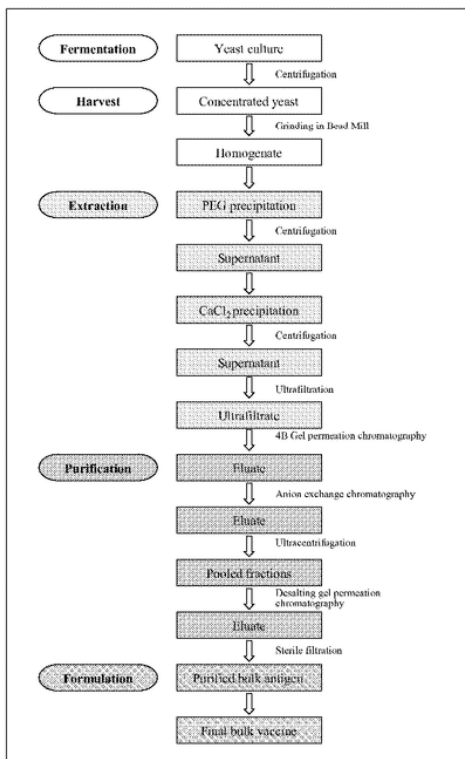 Fermentation
Yeast culture
Centrifugation
Harvest
Concentrated yeast
Grinding in Bead Mill
Homogenate
Extraction
PEG precipitation
Centrifugation
Supernatant
CaCl₂ precipitation
Centrifugation
Supernatant
Ultrafiltration
Ultrafiltrate
4B Gel permeation chromatography
Purification
Eluate
Anion exchange chromatography
Eluate
Ultracentrifugation
Pooled fractions
Desalting gel permeation
chromatography
Eluate
Sterile filtration
Formulation
Purified bulk antigen
Final bulk vaccine